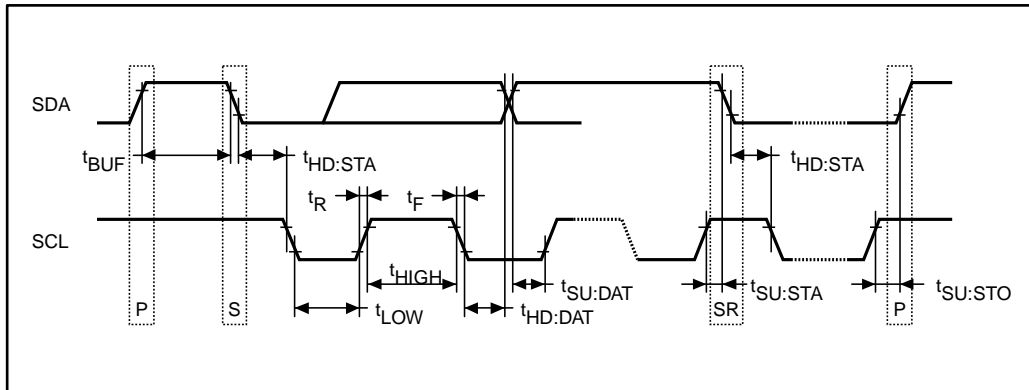 SDA
tBUF
tHD:STA
tHD:STA
tR
tF
SCL
tHIGH
tSU:DAT
tSU:STA
tSU:STO
P
S
tLOW
tHD:DAT
SR
P